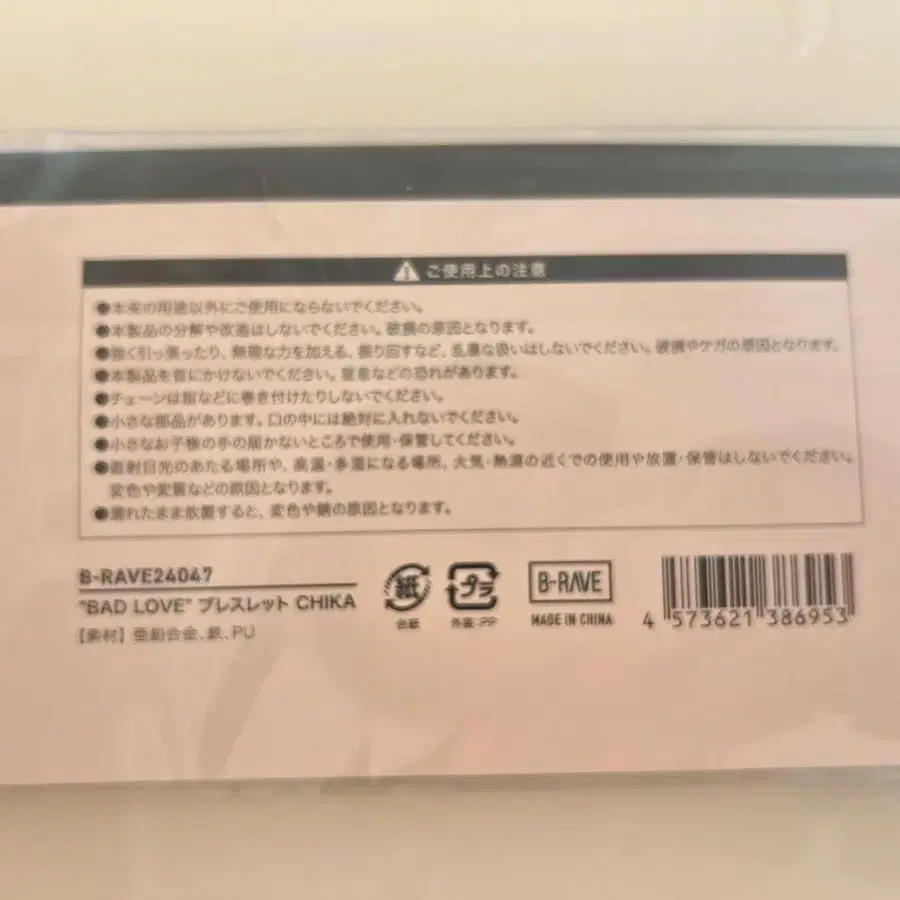 ご使用上の注意
●本来の用途以外にご使用にならないでください。
●本製品の分解や改造はしないでください。破損の原因となります。
●強く引っ張ったり、無理な力を加える、振り回すなど、乱暴な扱いはしないでください。破損やケガの原因となります。
●本製品を首にかけないでください。窒息などの恐れがあります。
●チェーンは指などに巻き付けたりしないでください。
●小さな部品があります。口の中には絶対に入れないでください。
●小さなお子様の手の届かないところで使用・保管してください。
●直射日光のあたる場所や、高温・多湿になる場所、火気・熱源の近くでの使用や放置・保管はしないでください。
変色や変質などの原因となります。
●濡れたまま放置すると、変色や錆の原因となります。
B-RAVE24047
"BAD LOVE" ブレスレット CHIKA
【素材】亜鉛合金、鉄、PU
紙
台紙
プラ
外装:PP
B-RAVE
MADE IN CHINA
4 573621 386953